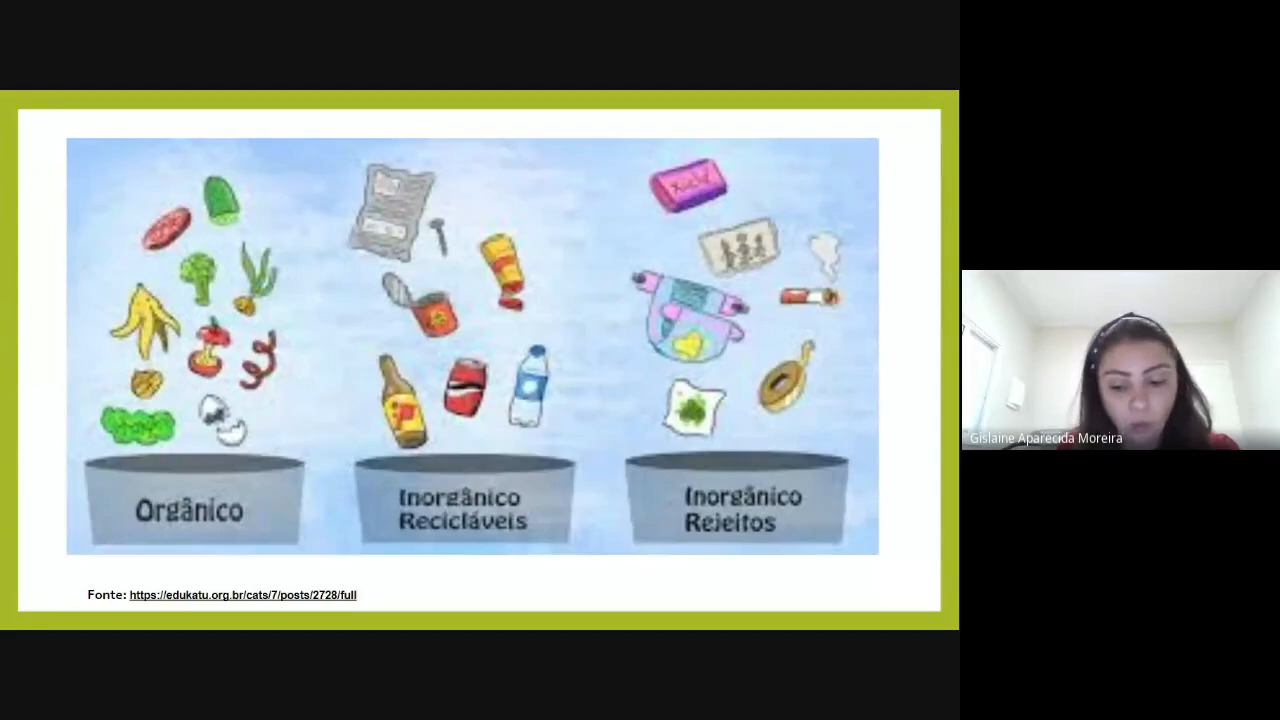 Orgânico
Inorgânico
Recicláveis
Inorgânico
Rejeitos
Fonte: https://edukatu.org.br/cats/7/posts/2728/full
Gislaine Aparecida Moreira